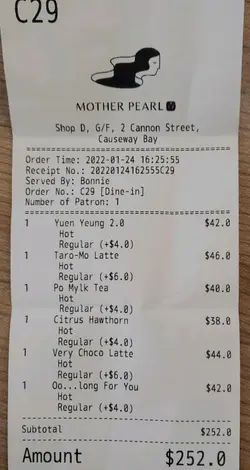 C29
MOTHER PEARL
Shop D, G/F, 2 Cannon Street,
Causeway Bay
Order Time: 2022-01-24 16:25:55
Receipt No.: 20220124162555C29
Served By: Bonnie
Order No.: C29 [Dine-in]
Number of Patron: 1
1 Yuen Yeung 2.0 $42.0
Hot
Regular (+$4.0)
1 Taro-Mo Latte $46.0
Hot
Regular (+$6.0)
1 Po Mylk Tea $40.0
Hot
Regular (+$4.0)
1 Citrus Hawthorn $38.0
Hot
Regular (+$4.0)
1 Very Choco Latte $44.0
Hot
Regular (+$6.0)
1 Oo...long For You $42.0
Hot
Regular (+$4.0)
Subtotal $252.0
Amount $252.0